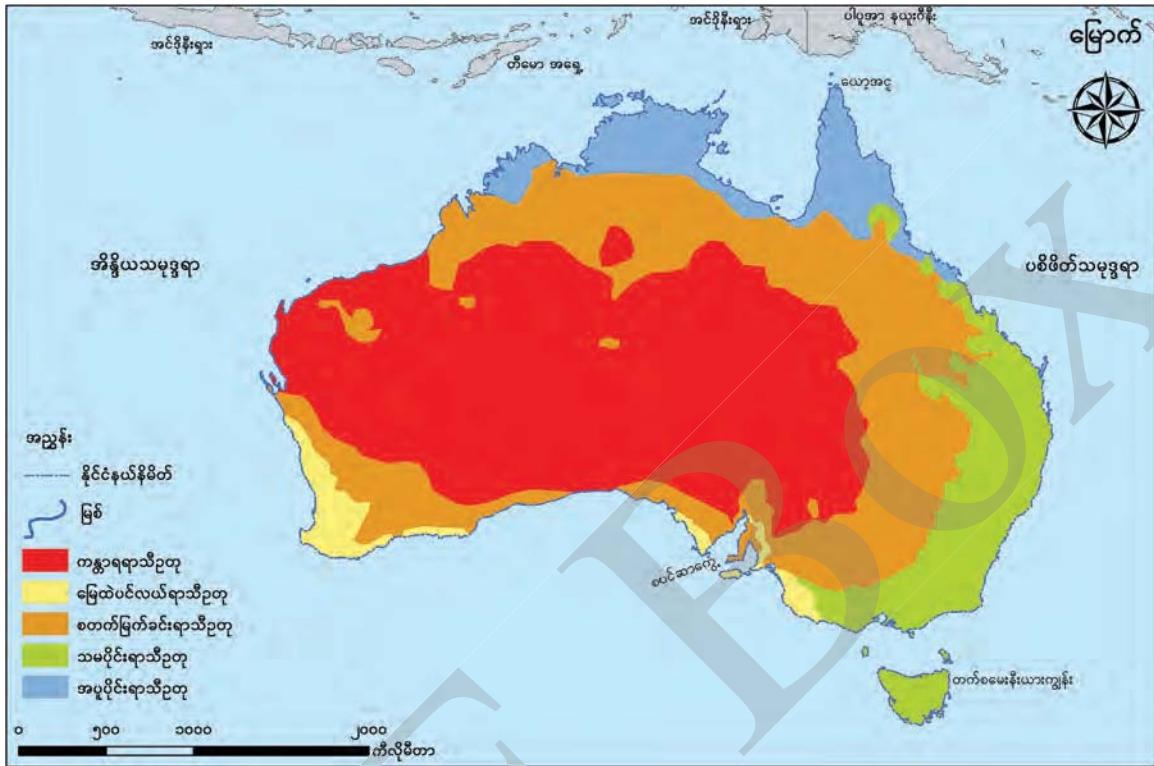 အင်ဒိုနီးရှား
အင်ဒိုနီးရှား
ပါပူအာ နယူးဂီနီ
မြောက်
တီမော အရှေ့
ယော့အငူ
အိန္ဒိယသမုဒ္ဒရာ
ပစိဖိတ်သမုဒ္ဒရာ
အညွှန်း
နိုင်ငံနယ်နိမိတ်
မြစ်
ကန္တာရရာသီဥတု
မြေထဲပင်လယ်ရာသီဥတု
စတက်မြက်ခင်းရာသီဥတု
သမပိုင်းရာသီဥတု
အပူပိုင်းရာသီဥတု
စပင်ဆာကွေ့
တက်စမေးနီးယားကျွန်း
၀ ၅၀၀ ၁၀၀၀ ၂၀၀၀
ကီလိုမီတာ
T BOX